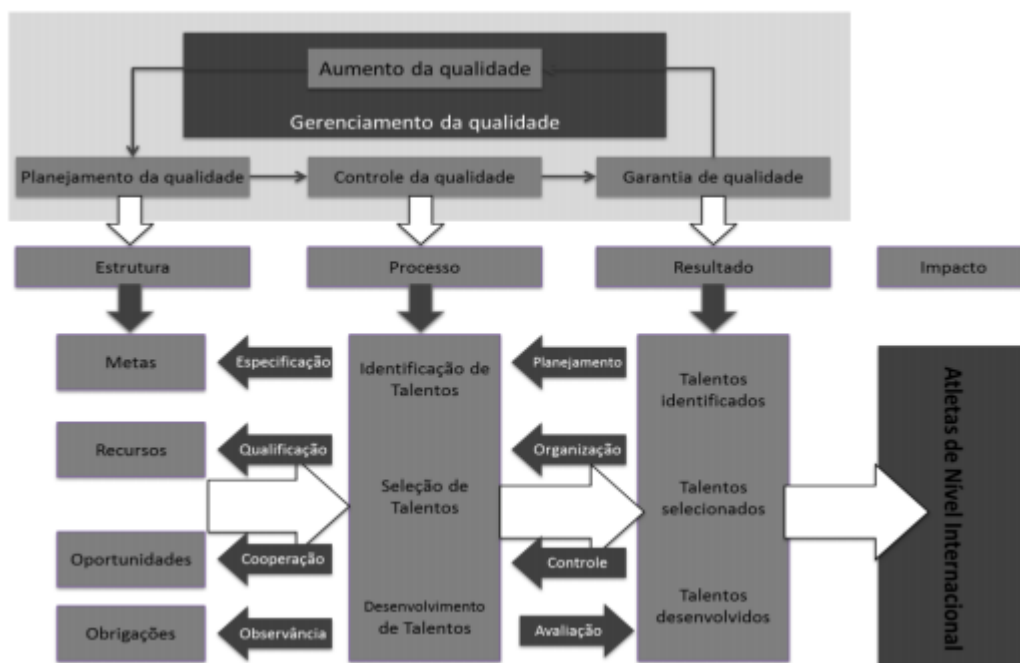 Aumento da qualidade
Gerenciamento da qualidade
Planejamento da qualidade
Controle da qualidade
Garantia de qualidade
Estrutura
Processo
Resultado
Impacto
Metas
Especificação
Identificação de
Talentos
Planejamento
Talentos
identificados
Recursos
Qualificação
Organização
Seleção de
Talentos
Talentos
selecionados
Oportunidades
Cooperação
Controle
Obrigações
Observância
Desenvolvimento
de Talentos
Avaliação
Talentos
desenvolvidos
Atletas de Nível Internacional